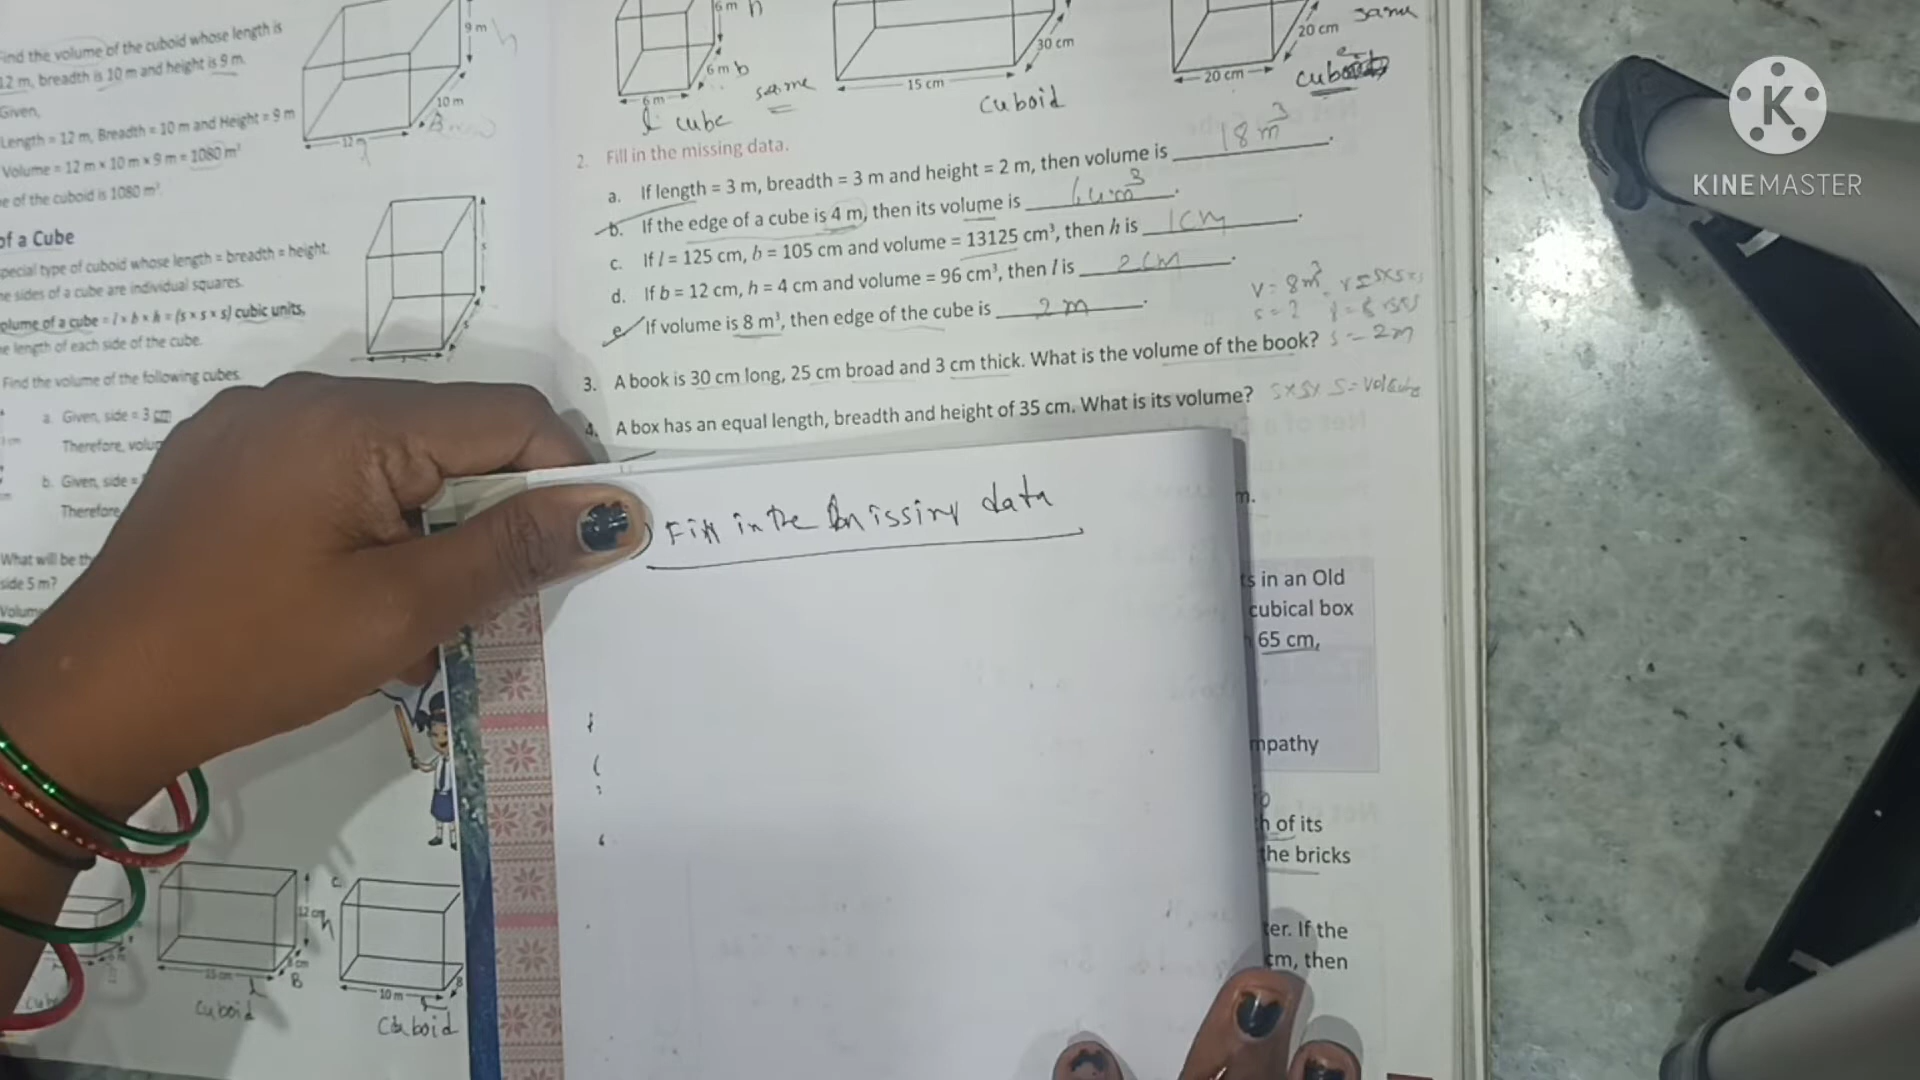 Find the volume of the cuboid whose length is
12 m, breadth is 10 m and height is 9 m.
Given,
Length = 12 m, Breadth = 10 m and Height = 9 m
Volume = 12 m × 10 m × 9 m = 1080 m³
e of the cuboid is 1080 m³.
9 m
h
10 m
12 m
of a Cube
pecial type of cuboid whose length = breadth = height.
he sides of a cube are individual squares.
olume of a cube = l × b × h = (s × s × s) cubic units,
e length of each side of the cube.
Find the volume of the following cubes.
a. Given, side = 3 cm
Therefore, volu
b. Given, side =
Therefore,
What will be th
side 5 m?
Volume
12 cm
h
15 cm
B
cuboid
c.
10 m
B
Cuboid
6 m h
6 m b
6 m
l cube
same
30 cm
15 cm
cuboid
20 cm
same
20 cm
2. Fill in the missing data.
a. If length = 3 m, breadth = 3 m and height = 2 m, then volume is 18 m³.
b. If the edge of a cube is 4 m, then its volume is 64m³.
c. If l = 125 cm, b = 105 cm and volume = 13125 cm³, then h is 1cm.
d. If b = 12 cm, h = 4 cm and volume = 96 cm³, then l is 2cm.
e. If volume is 8 m³, then edge of the cube is 2 m.
V = 8m³
s = ?
s = 2m
3. A book is 30 cm long, 25 cm broad and 3 cm thick. What is the volume of the book?
4. A box has an equal length, breadth and height of 35 cm. What is its volume?
Fill in the missing data
m.
ts in an Old
cubical box
65 cm,
mpathy
h of its
the bricks
ter. If the
cm, then
K
KINEMASTER